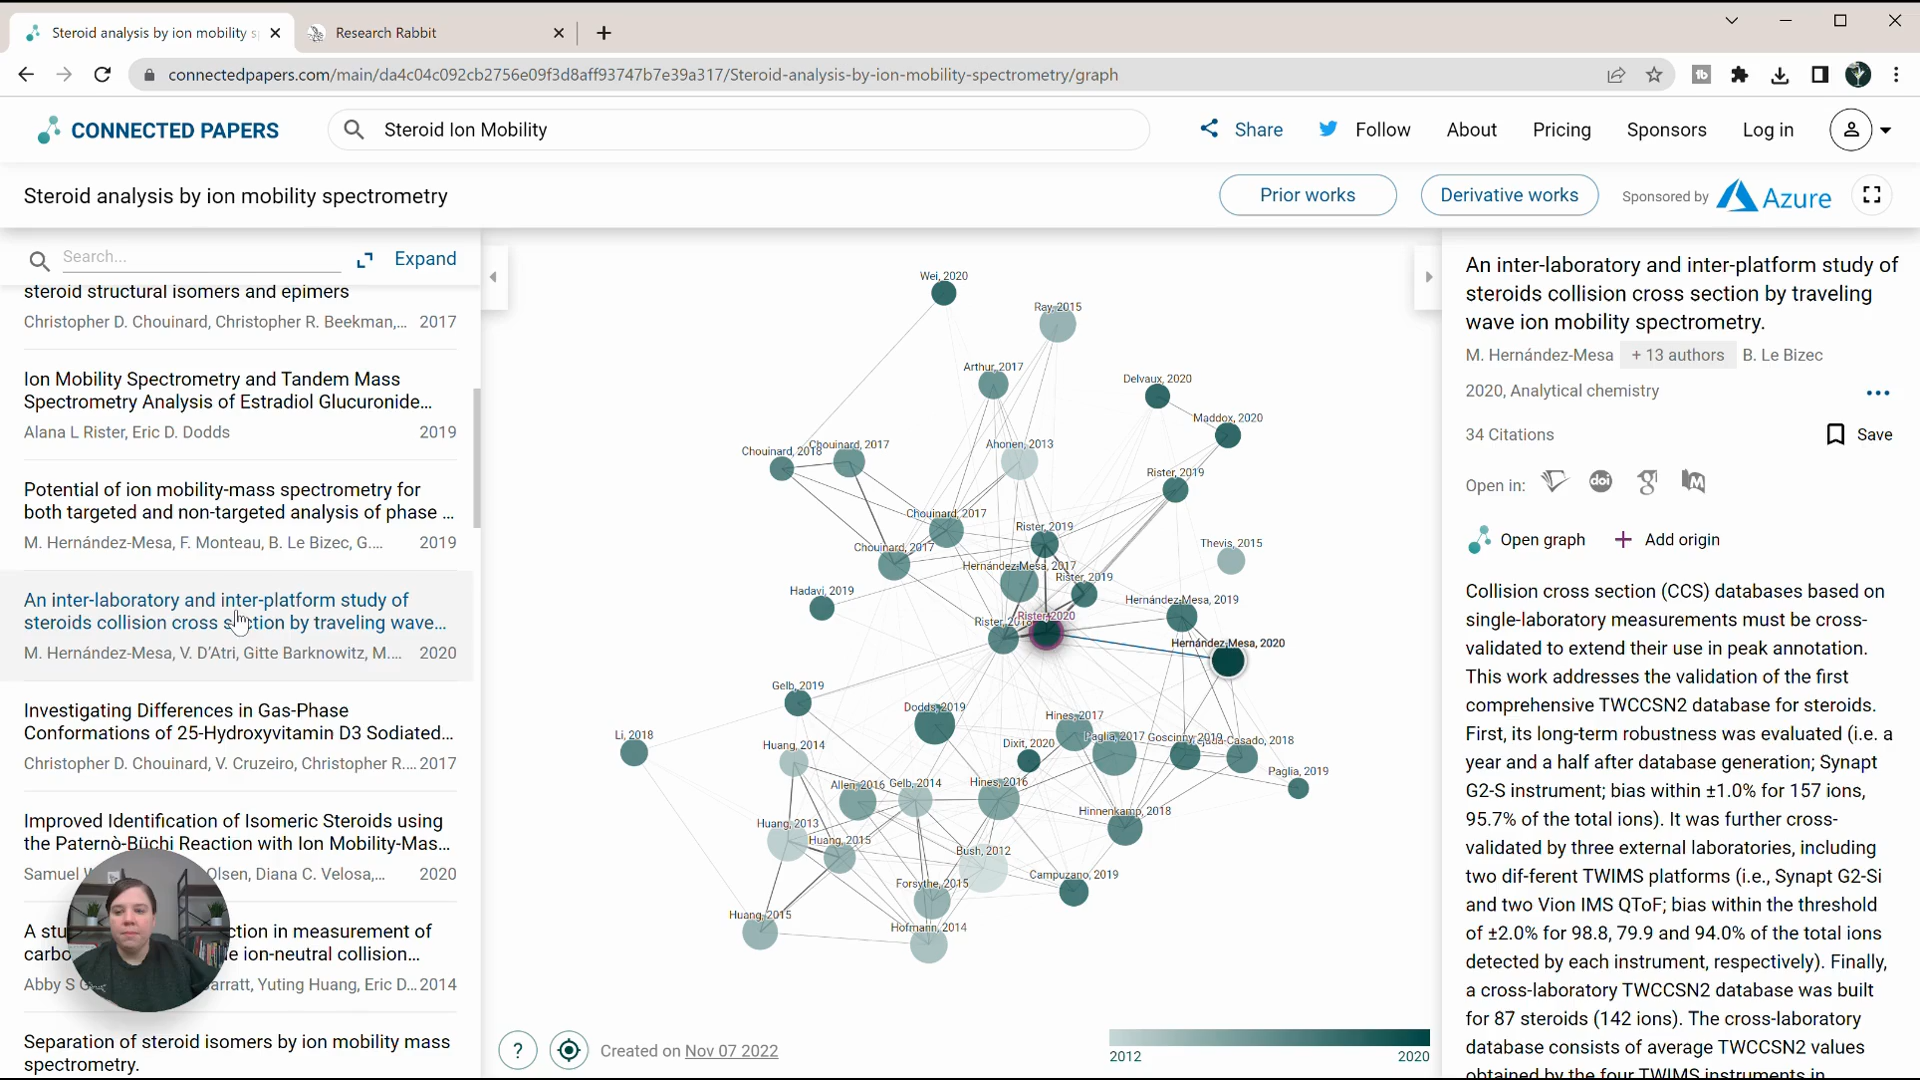 Steroid analysis by ion mobility s
Research Rabbit
connectedpapers.com/main/da4c04c092cb2756e09f3d8aff93747b7e39a317/Steroid-analysis-by-ion-mobility-spectrometry/graph
CONNECTED PAPERS
Steroid Ion Mobility
Share
Follow
About
Pricing
Sponsors
Log in
Steroid analysis by ion mobility spectrometry
Prior works
Derivative works
Sponsored by
Azure
Search...
Expand
steroid structural isomers and epimers
Christopher D. Chouinard, Christopher R. Beekman,... 2017
Ion Mobility Spectrometry and Tandem Mass
Spectrometry Analysis of Estradiol Glucuronide...
Alana L Rister, Eric D. Dodds 2019
Potential of ion mobility-mass spectrometry for
both targeted and non-targeted analysis of phase ...
M. Hernández-Mesa, F. Monteau, B. Le Bizec, G.... 2019
An inter-laboratory and inter-platform study of
steroids collision cross section by traveling wave...
M. Hernández-Mesa, V. D'Atri, Gitte Barknowitz, M.... 2020
Investigating Differences in Gas-Phase
Conformations of 25-Hydroxyvitamin D3 Sodiated...
Christopher D. Chouinard, V. Cruzeiro, Christopher R.... 2017
Improved Identification of Isomeric Steroids using
the Paternò-Büchi Reaction with Ion Mobility-Mas...
Samuel Olsen, Diana C. Velosa,... 2020
A stu ction in measurement of
carbo e ion-neutral collision...
Abby S G arratt, Yuting Huang, Eric D... 2014
Separation of steroid isomers by ion mobility mass
spectrometry.
Wei, 2020
Ray, 2015
Arthur, 2017
Delvaux, 2020
Maddox, 2020
Chouinard, 2018
Chouinard, 2017
Ahonen, 2013
Rister, 2019
Chouinard, 2017
Rister, 2019
Chouinard, 2017
Thevis, 2015
Hernández-Mesa, 2017
Rister, 2019
Hadavi, 2019
Hernández-Mesa, 2019
Rister, 2020
Hernández-Mesa, 2020
Gelb, 2019
Dodds, 2019
Hines, 2017
Li, 2018
Huang, 2014
Dixit, 2020
Paglia, 2017
Goscinny, 2019
-Casado, 2018
Paglia, 2019
Allen, 2016
Gelb, 2014
Hines, 2016
Hinnenkamp, 2018
Huang, 2013
Huang, 2015
Bush, 2012
Campuzano, 2019
Forsythe, 2015
Huang, 2015
Hofmann, 2014
?
Created on Nov 07 2022
2012
2020
An inter-laboratory and inter-platform study of
steroids collision cross section by traveling
wave ion mobility spectrometry.
M. Hernández-Mesa + 13 authors B. Le Bizec
2020, Analytical chemistry
34 Citations
Save
Open in:
doi
Open graph
Add origin
Collision cross section (CCS) databases based on
single-laboratory measurements must be cross-
validated to extend their use in peak annotation.
This work addresses the validation of the first
comprehensive TWCCSN2 database for steroids.
First, its long-term robustness was evaluated (i.e. a
year and a half after database generation; Synapt
G2-S instrument; bias within ±1.0% for 157 ions,
95.7% of the total ions). It was further cross-
validated by three external laboratories, including
two dif-ferent TWIMS platforms (i.e., Synapt G2-Si
and two Vion IMS QToF; bias within the threshold
of ±2.0% for 98.8, 79.9 and 94.0% of the total ions
detected by each instrument, respectively). Finally,
a cross-laboratory TWCCSN2 database was built
for 87 steroids (142 ions). The cross-laboratory
database consists of average TWCCSN2 values
obtained by the four TWIMS instruments in